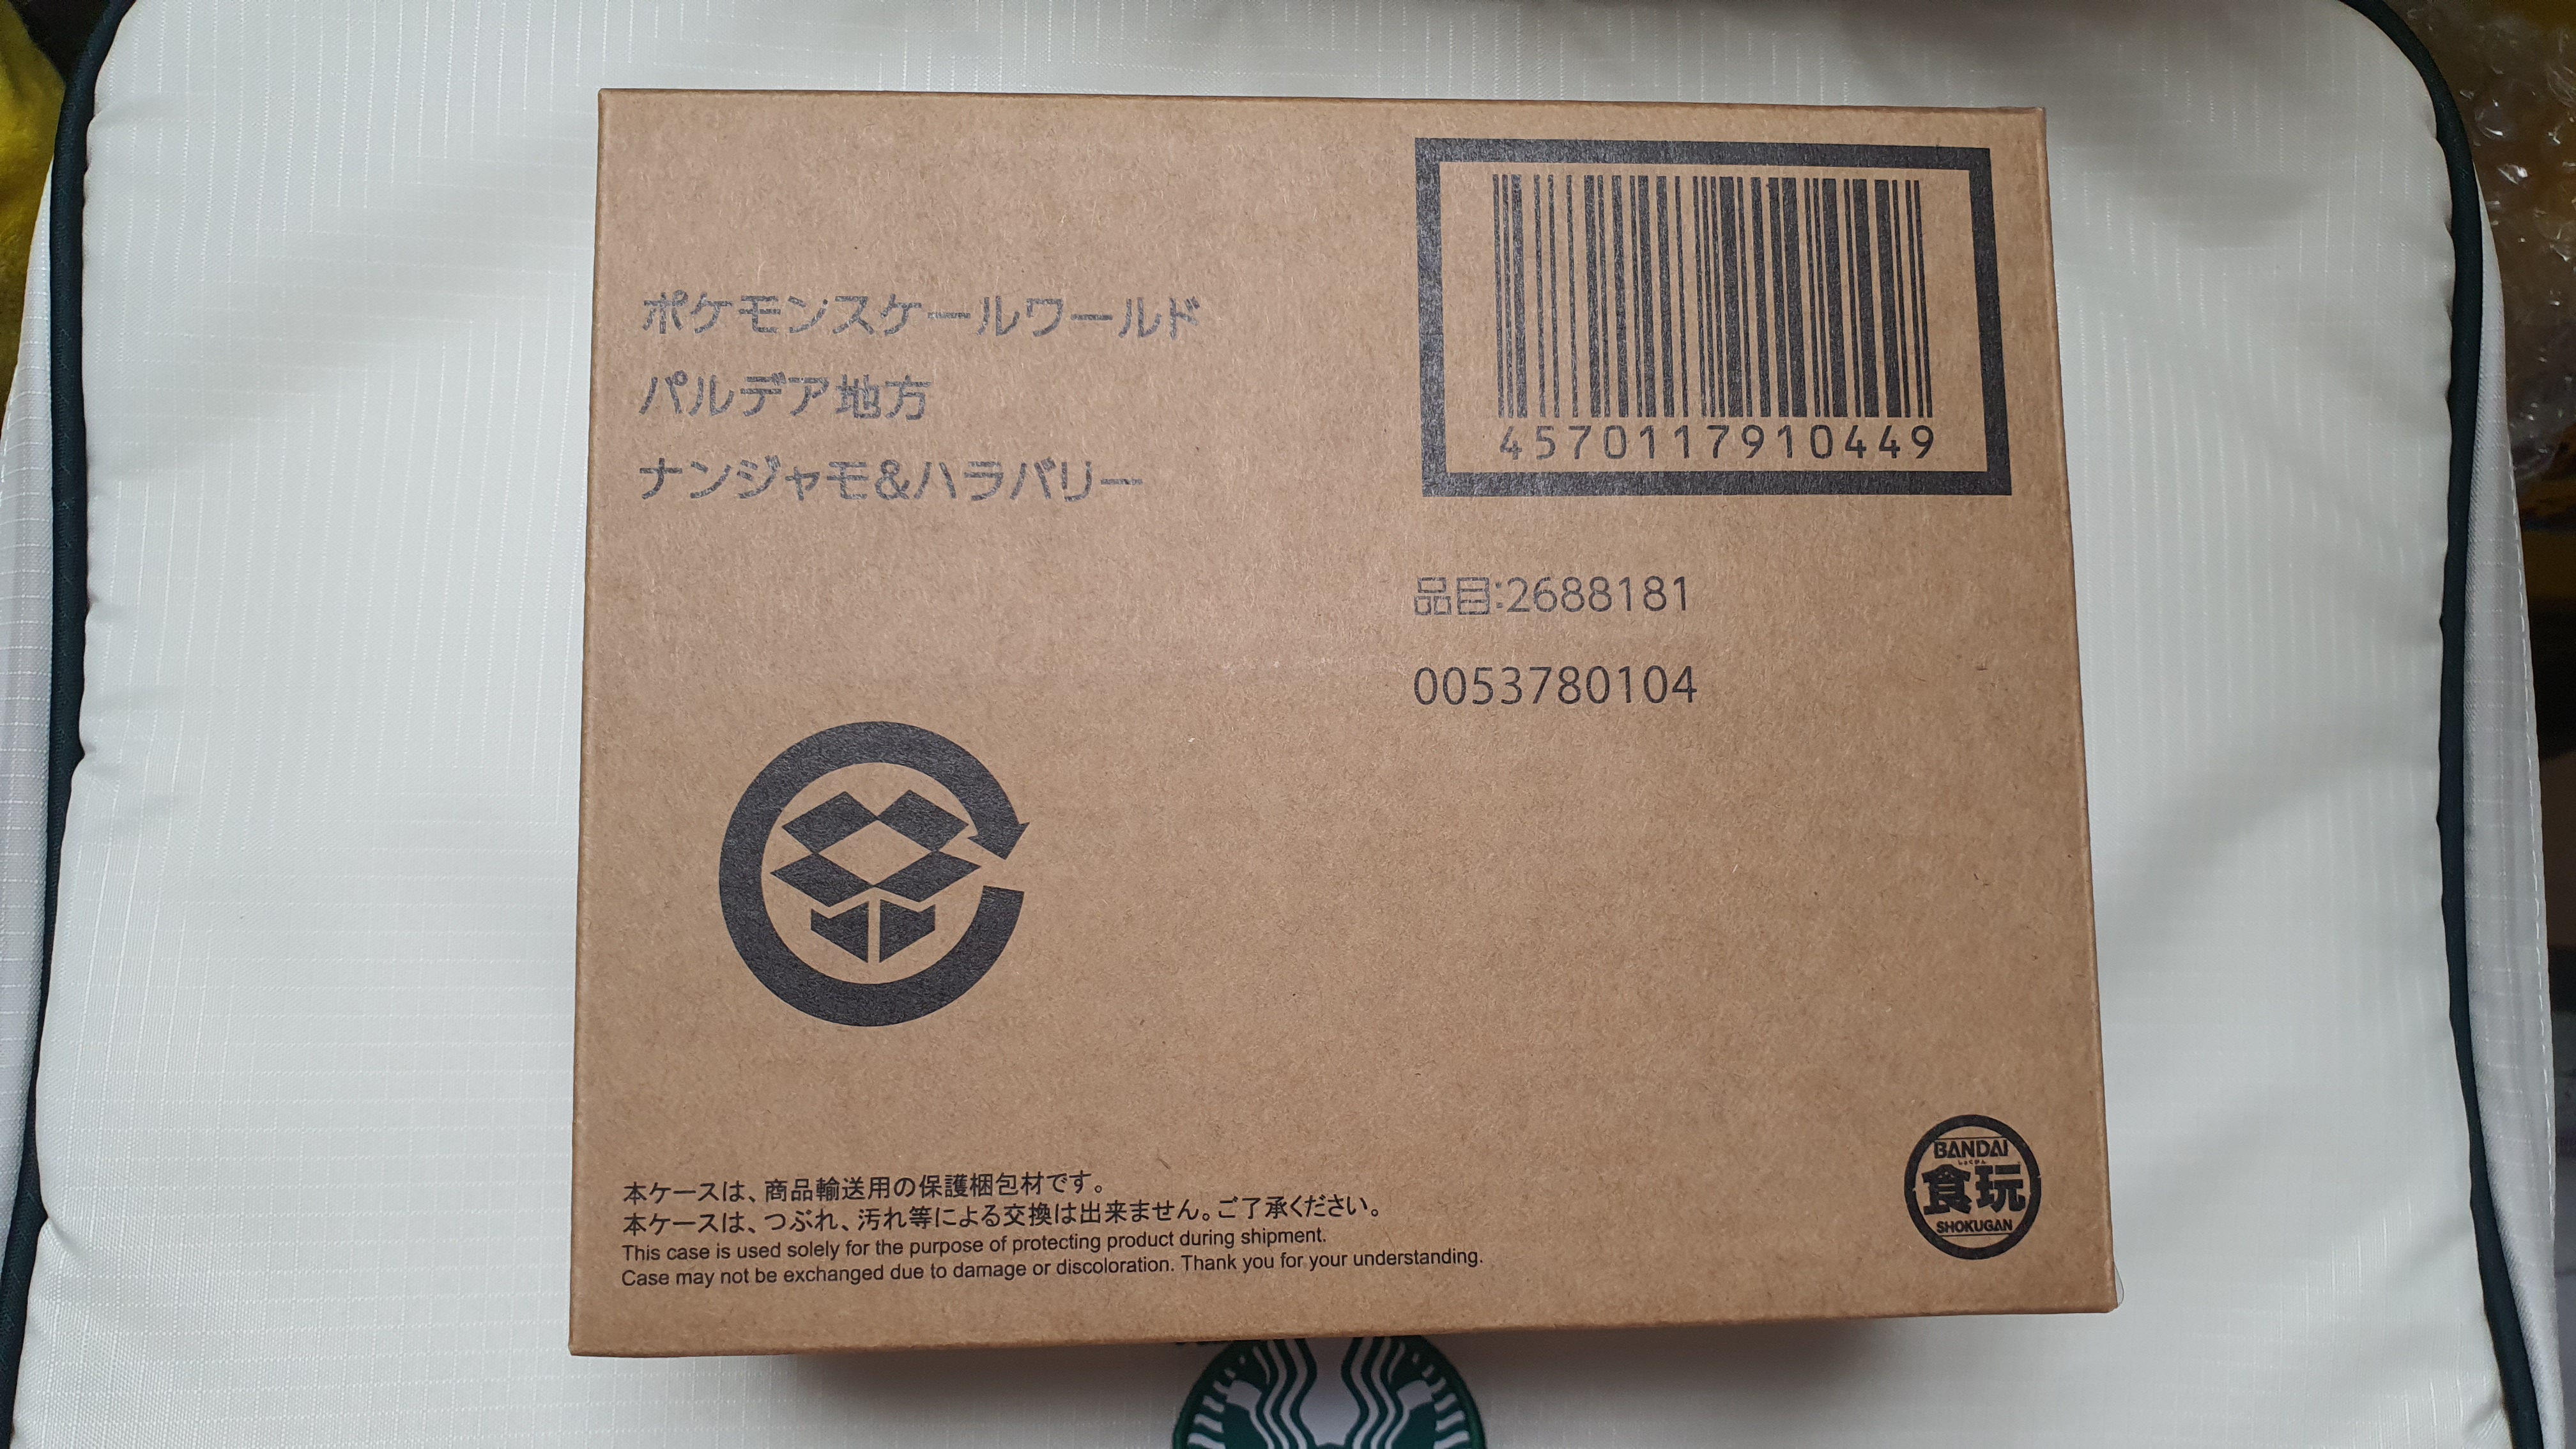 ポケモンスケールワールド
パルデア地方
ナンジャモ&ハラバリー
4570117910449
品目:2688181
0053780104
本ケースは、商品輸送用の保護梱包材です。
本ケースは、つぶれ、汚れ等による交換は出来ません。ご了承ください。
This case is used solely for the purpose of protecting product during shipment.
Case may not be exchanged due to damage or discoloration. Thank you for your understanding.
BANDAI
しょくがん
食玩
SHOKUGAN